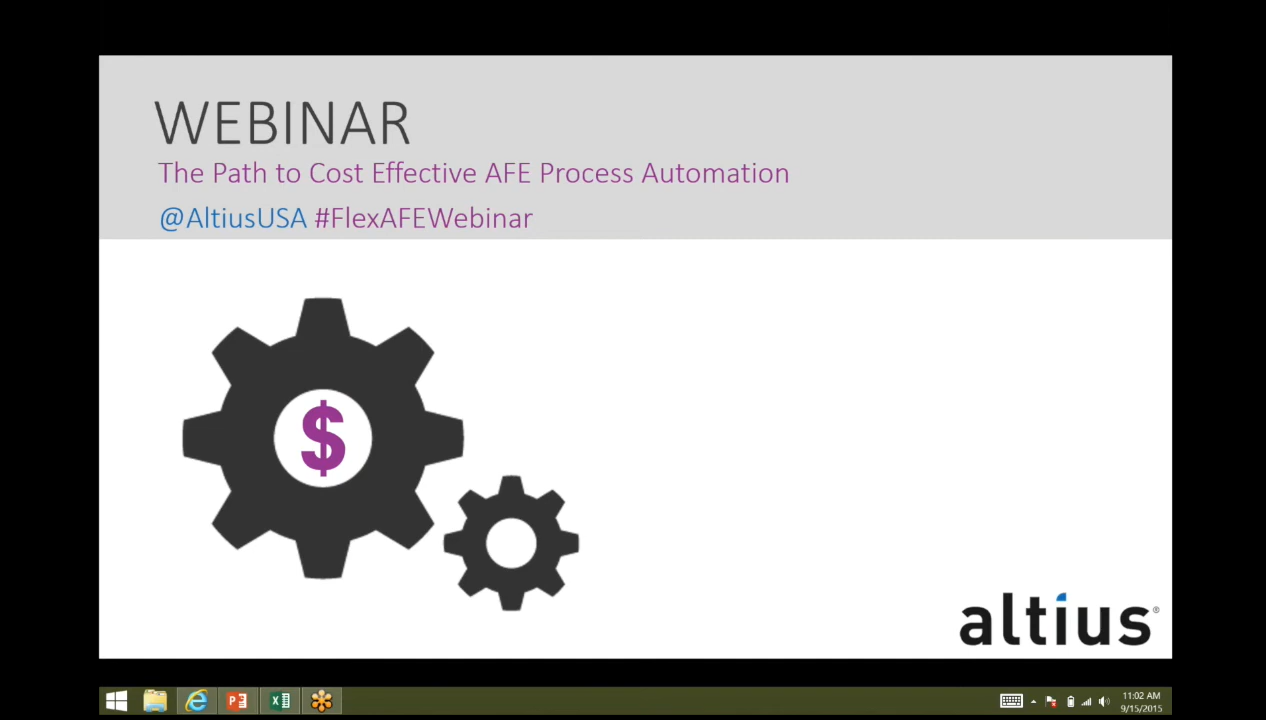 WEBINAR
The Path to Cost Effective AFE Process Automation
@AltiusUSA #FlexAFEWebinar
$
altius®
11:02 AM
9/15/2015